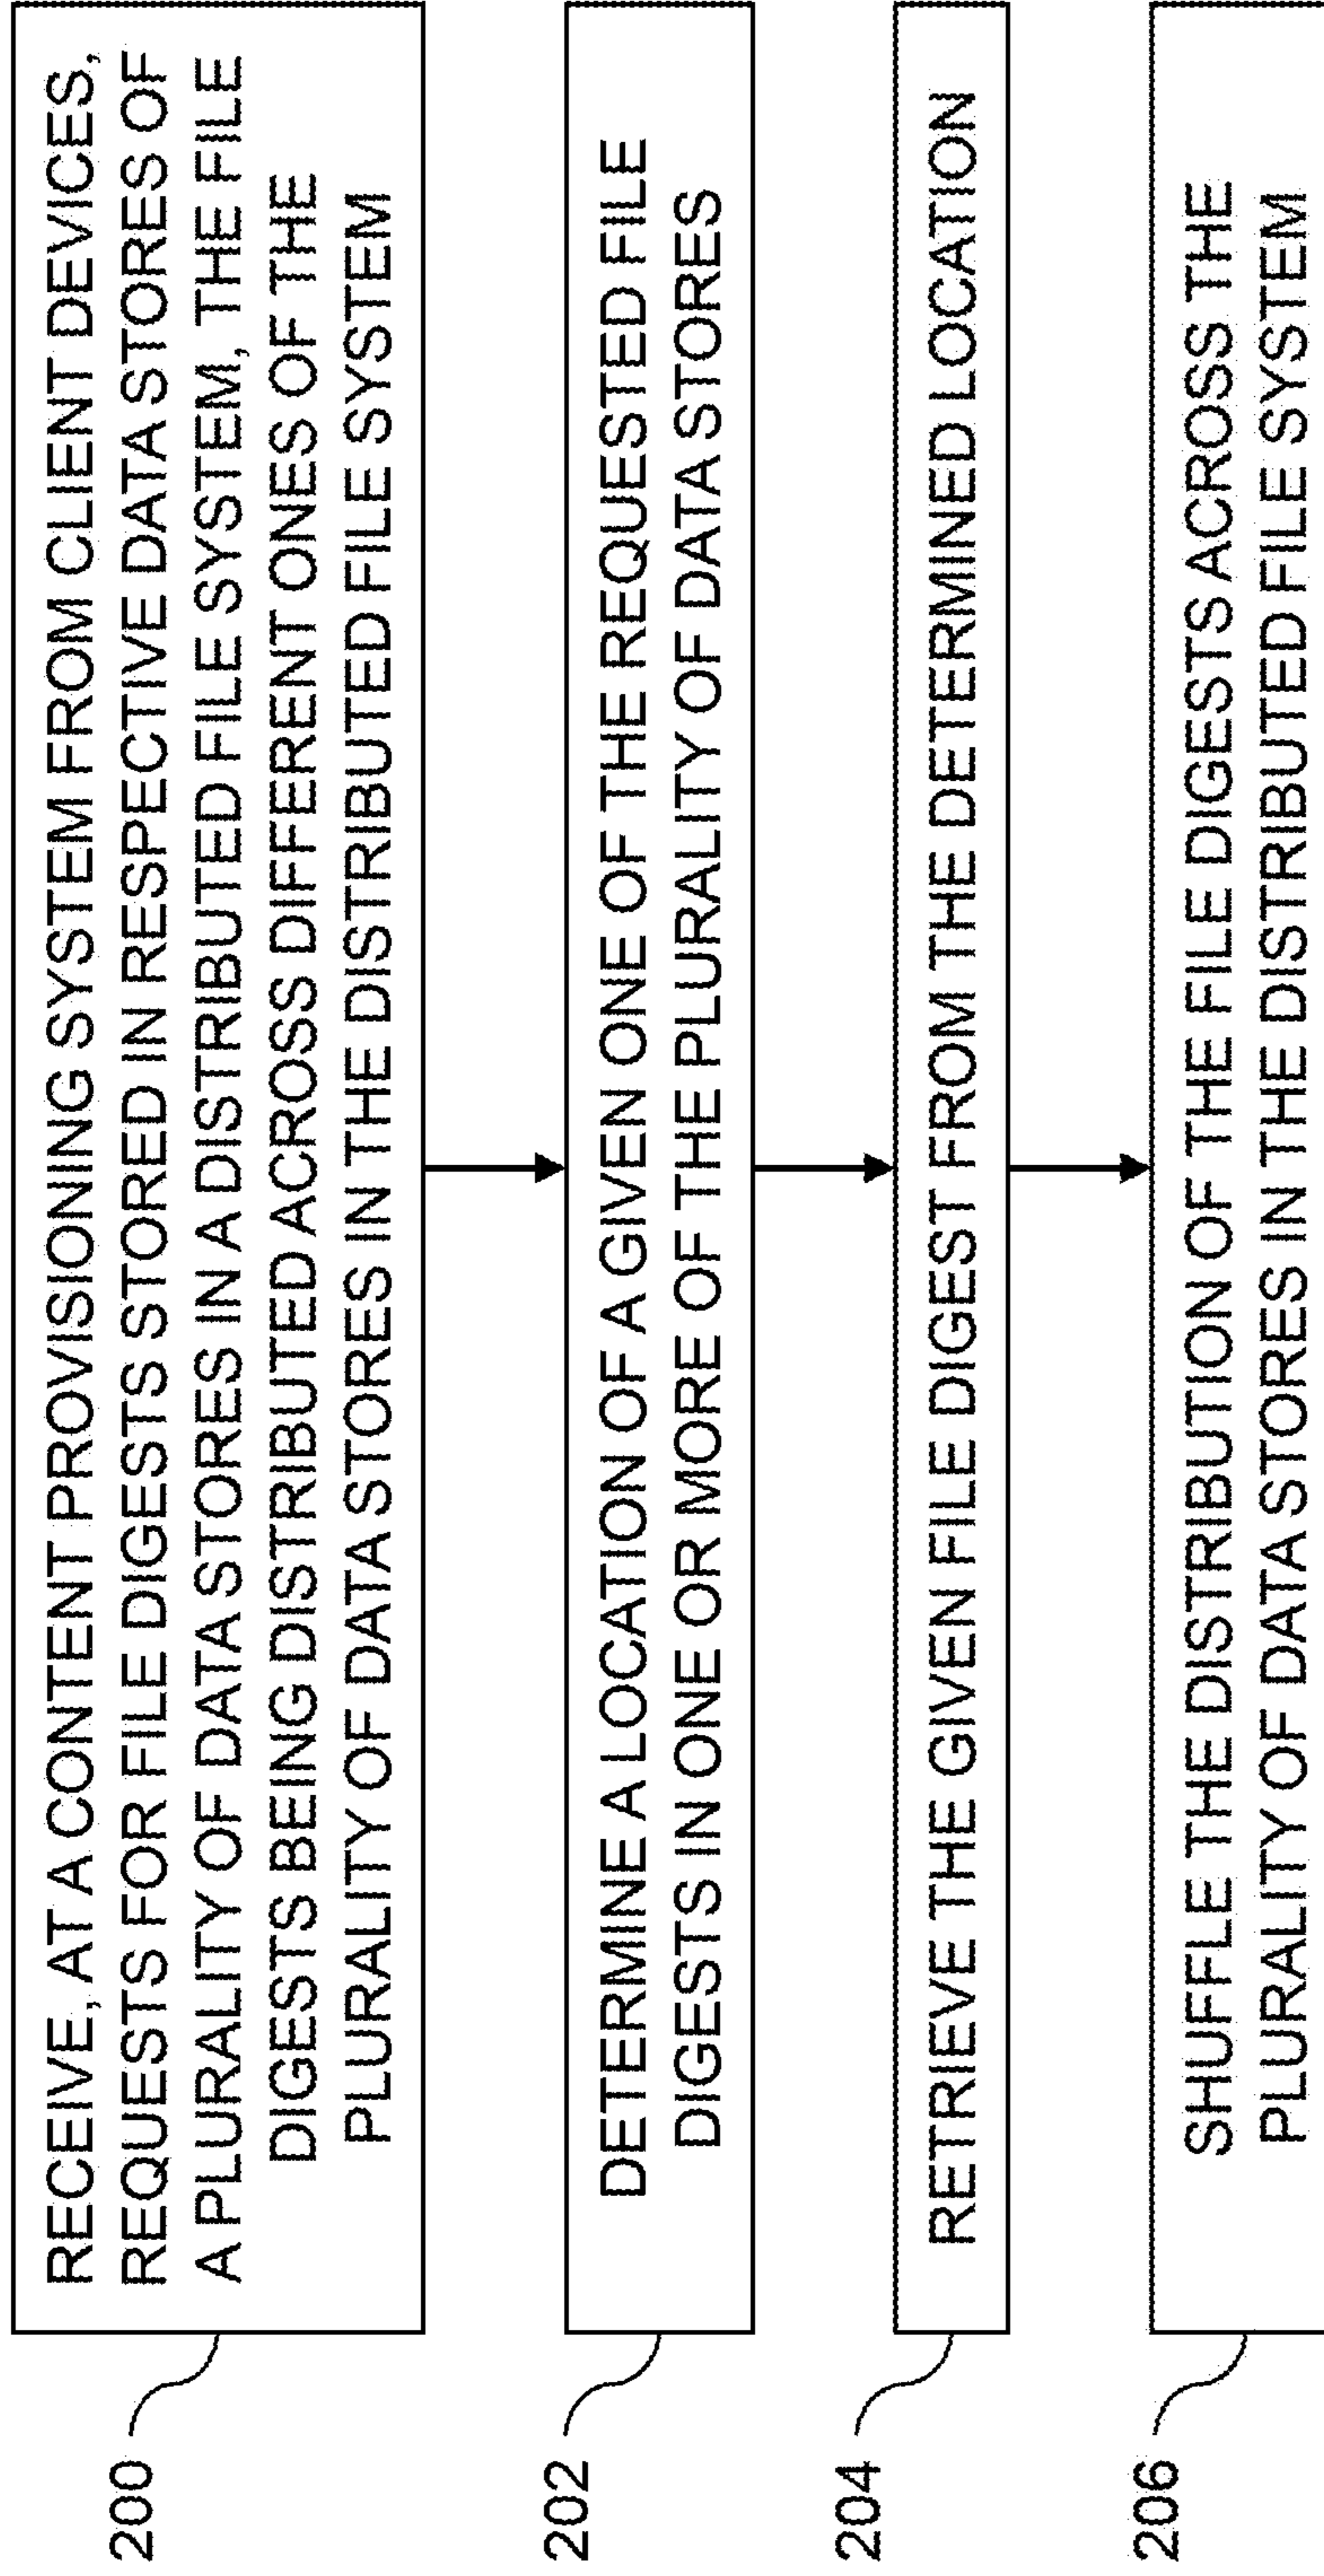 200
RECEIVE, AT A CONTENT PROVISIONING SYSTEM FROM CLIENT DEVICES,
REQUESTS FOR FILE DIGESTS STORED IN RESPECTIVE DATA STORES OF
A PLURALITY OF DATA STORES IN A DISTRIBUTED FILE SYSTEM, THE FILE
DIGESTS BEING DISTRIBUTED ACROSS DIFFERENT ONES OF THE
PLURALITY OF DATA STORES IN THE DISTRIBUTED FILE SYSTEM
202
DETERMINE A LOCATION OF A GIVEN ONE OF THE REQUESTED FILE
DIGESTS IN ONE OR MORE OF THE PLURALITY OF DATA STORES
204
RETRIEVE THE GIVEN FILE DIGEST FROM THE DETERMINED LOCATION
206
SHUFFLE THE DISTRIBUTION OF THE FILE DIGESTS ACROSS THE
PLURALITY OF DATA STORES IN THE DISTRIBUTED FILE SYSTEM